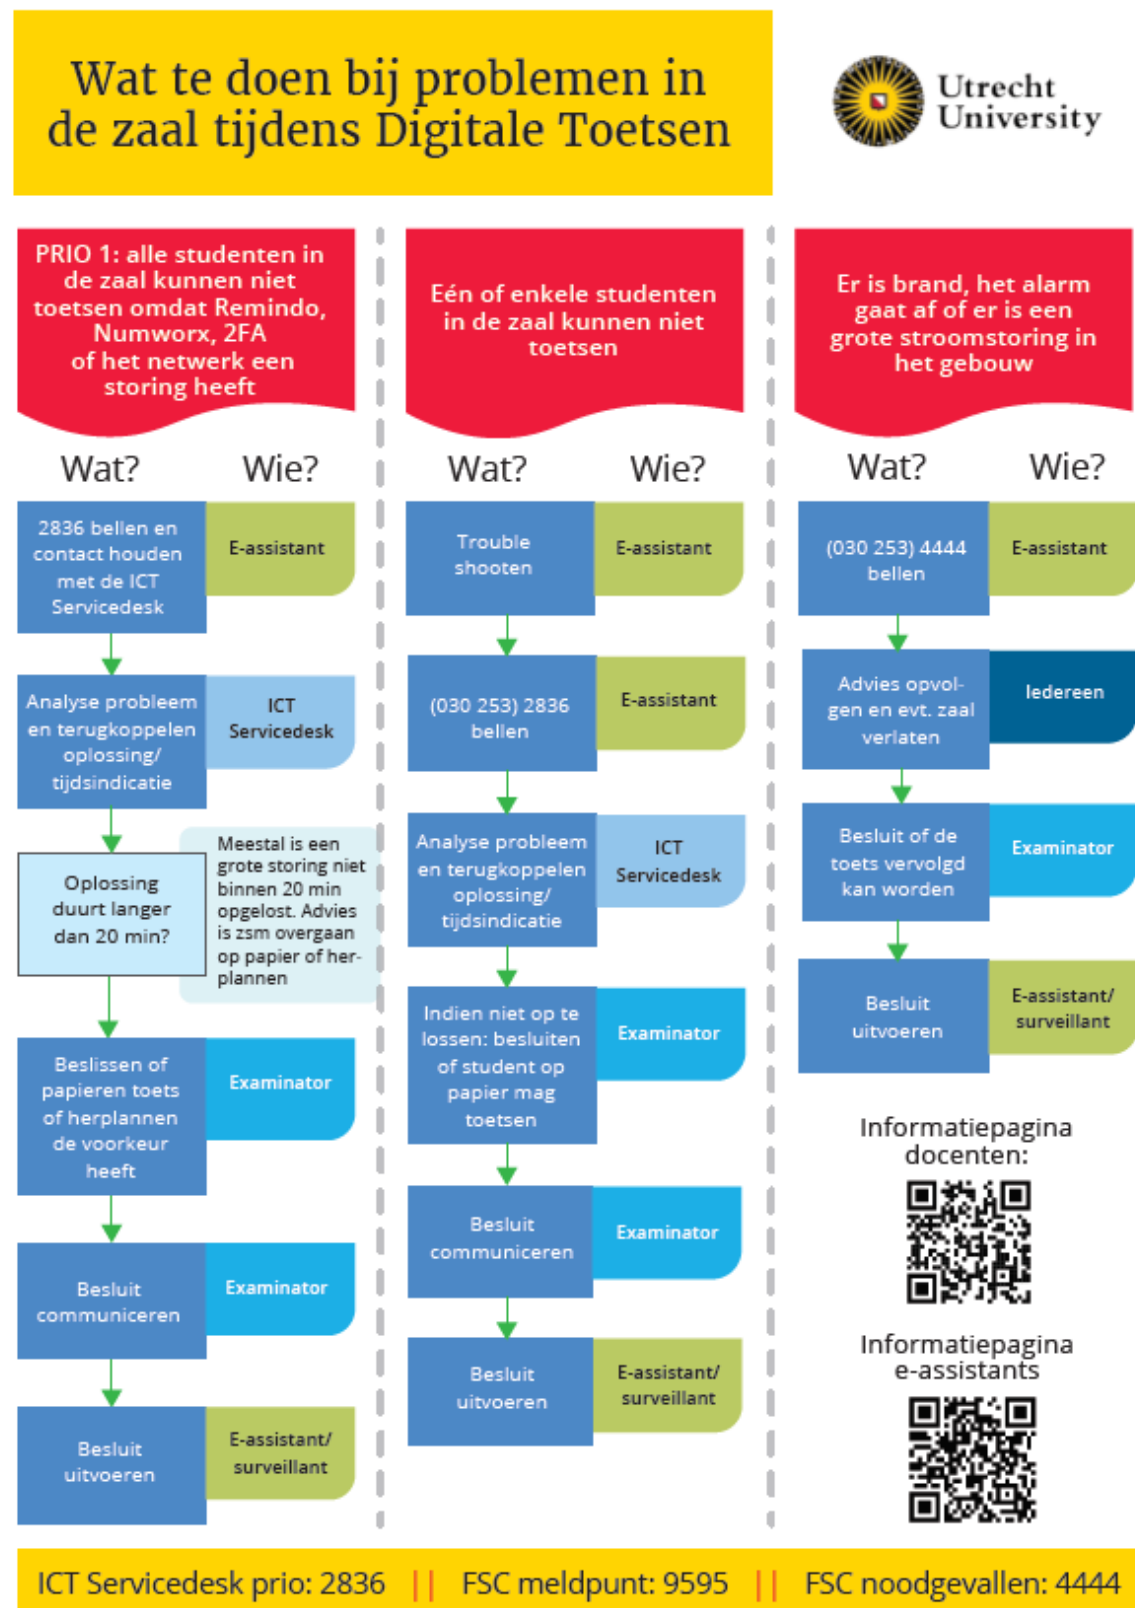 Wat te doen bij problemen in
de zaal tijdens Digitale Toetsen
Utrecht
University
PRIO 1: alle studenten in
de zaal kunnen niet
toetsen omdat Remindo,
Numworx, 2FA
of het netwerk een
storing heeft
Wat?
Wie?
2836 bellen en
contact houden
met de ICT
Servicedesk
E-assistant
Analyse probleem
en terugkoppelen
oplossing/
tijdsindicatie
ICT
Servicedesk
Oplossing
duurt langer
dan 20 min?
Meestal is een
grote storing niet
binnen 20 min
opgelost. Advies
is zsm overgaan
op papier of her-
plannen
Beslissen of
papieren toets
of herplannen
de voorkeur
heeft
Examinator
Besluit
communiceren
Examinator
Besluit
uitvoeren
E-assistant/
surveillant
Eén of enkele studenten
in de zaal kunnen niet
toetsen
Wat?
Wie?
Trouble
shooten
E-assistant
(030 253) 2836
bellen
E-assistant
Analyse probleem
en terugkoppelen
oplossing/
tijdsindicatie
ICT
Servicedesk
Indien niet op te
lossen: besluiten
of student op
papier mag
toetsen
Examinator
Besluit
communiceren
Examinator
Besluit
uitvoeren
E-assistant/
surveillant
Er is brand, het alarm
gaat af of er is een
grote stroomstoring in
het gebouw
Wat?
Wie?
(030 253) 4444
bellen
E-assistant
Advies opvol-
gen en evt. zaal
verlaten
Iedereen
Besluit of de
toets vervolgd
kan worden
Examinator
Besluit
uitvoeren
E-assistant/
surveillant
Informatiepagina
docenten:
Informatiepagina
e-assistants
ICT Servicedesk prio: 2836 || FSC meldpunt: 9595 || FSC noodgevallen: 4444